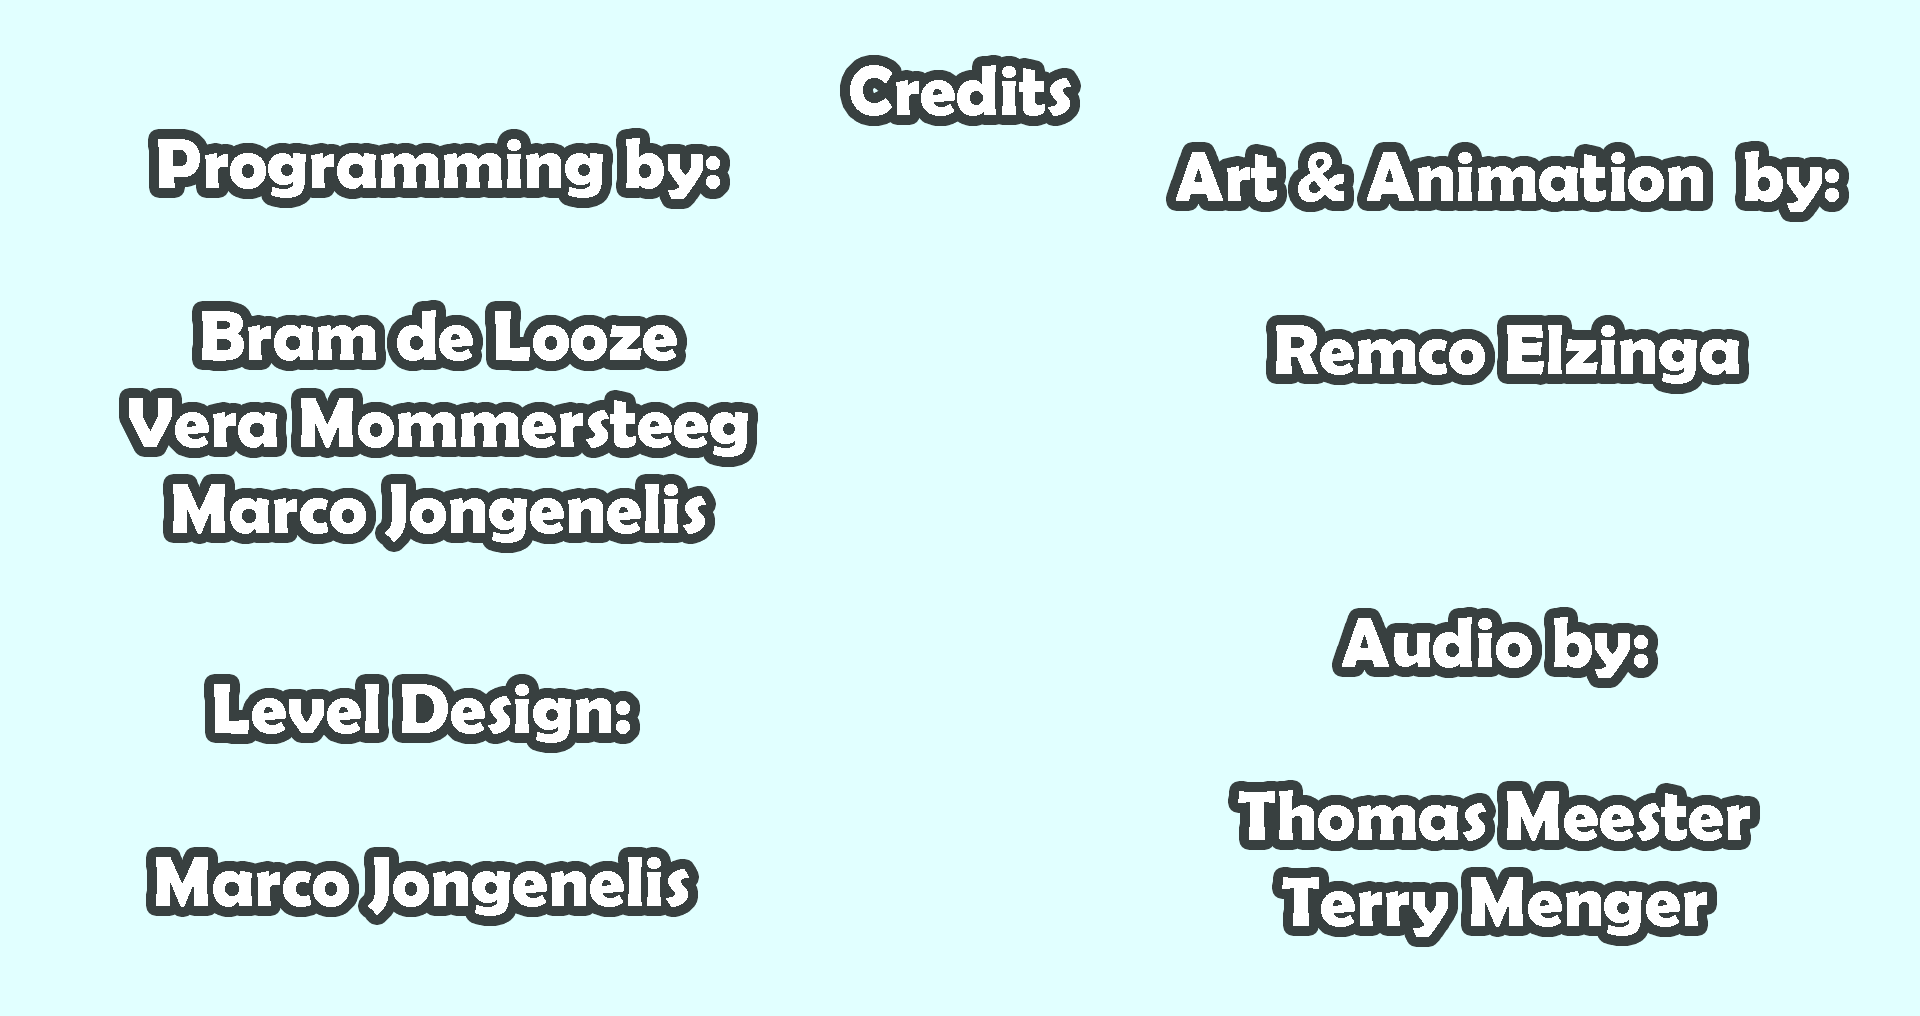 Credits
Programming by:
Bram de Looze
Vera Mommersteeg
Marco Jongenelis
Level Design:
Marco Jongenelis
Art & Animation  by:
Remco Elzinga
Audio by:
Thomas Meester
Terry Menger